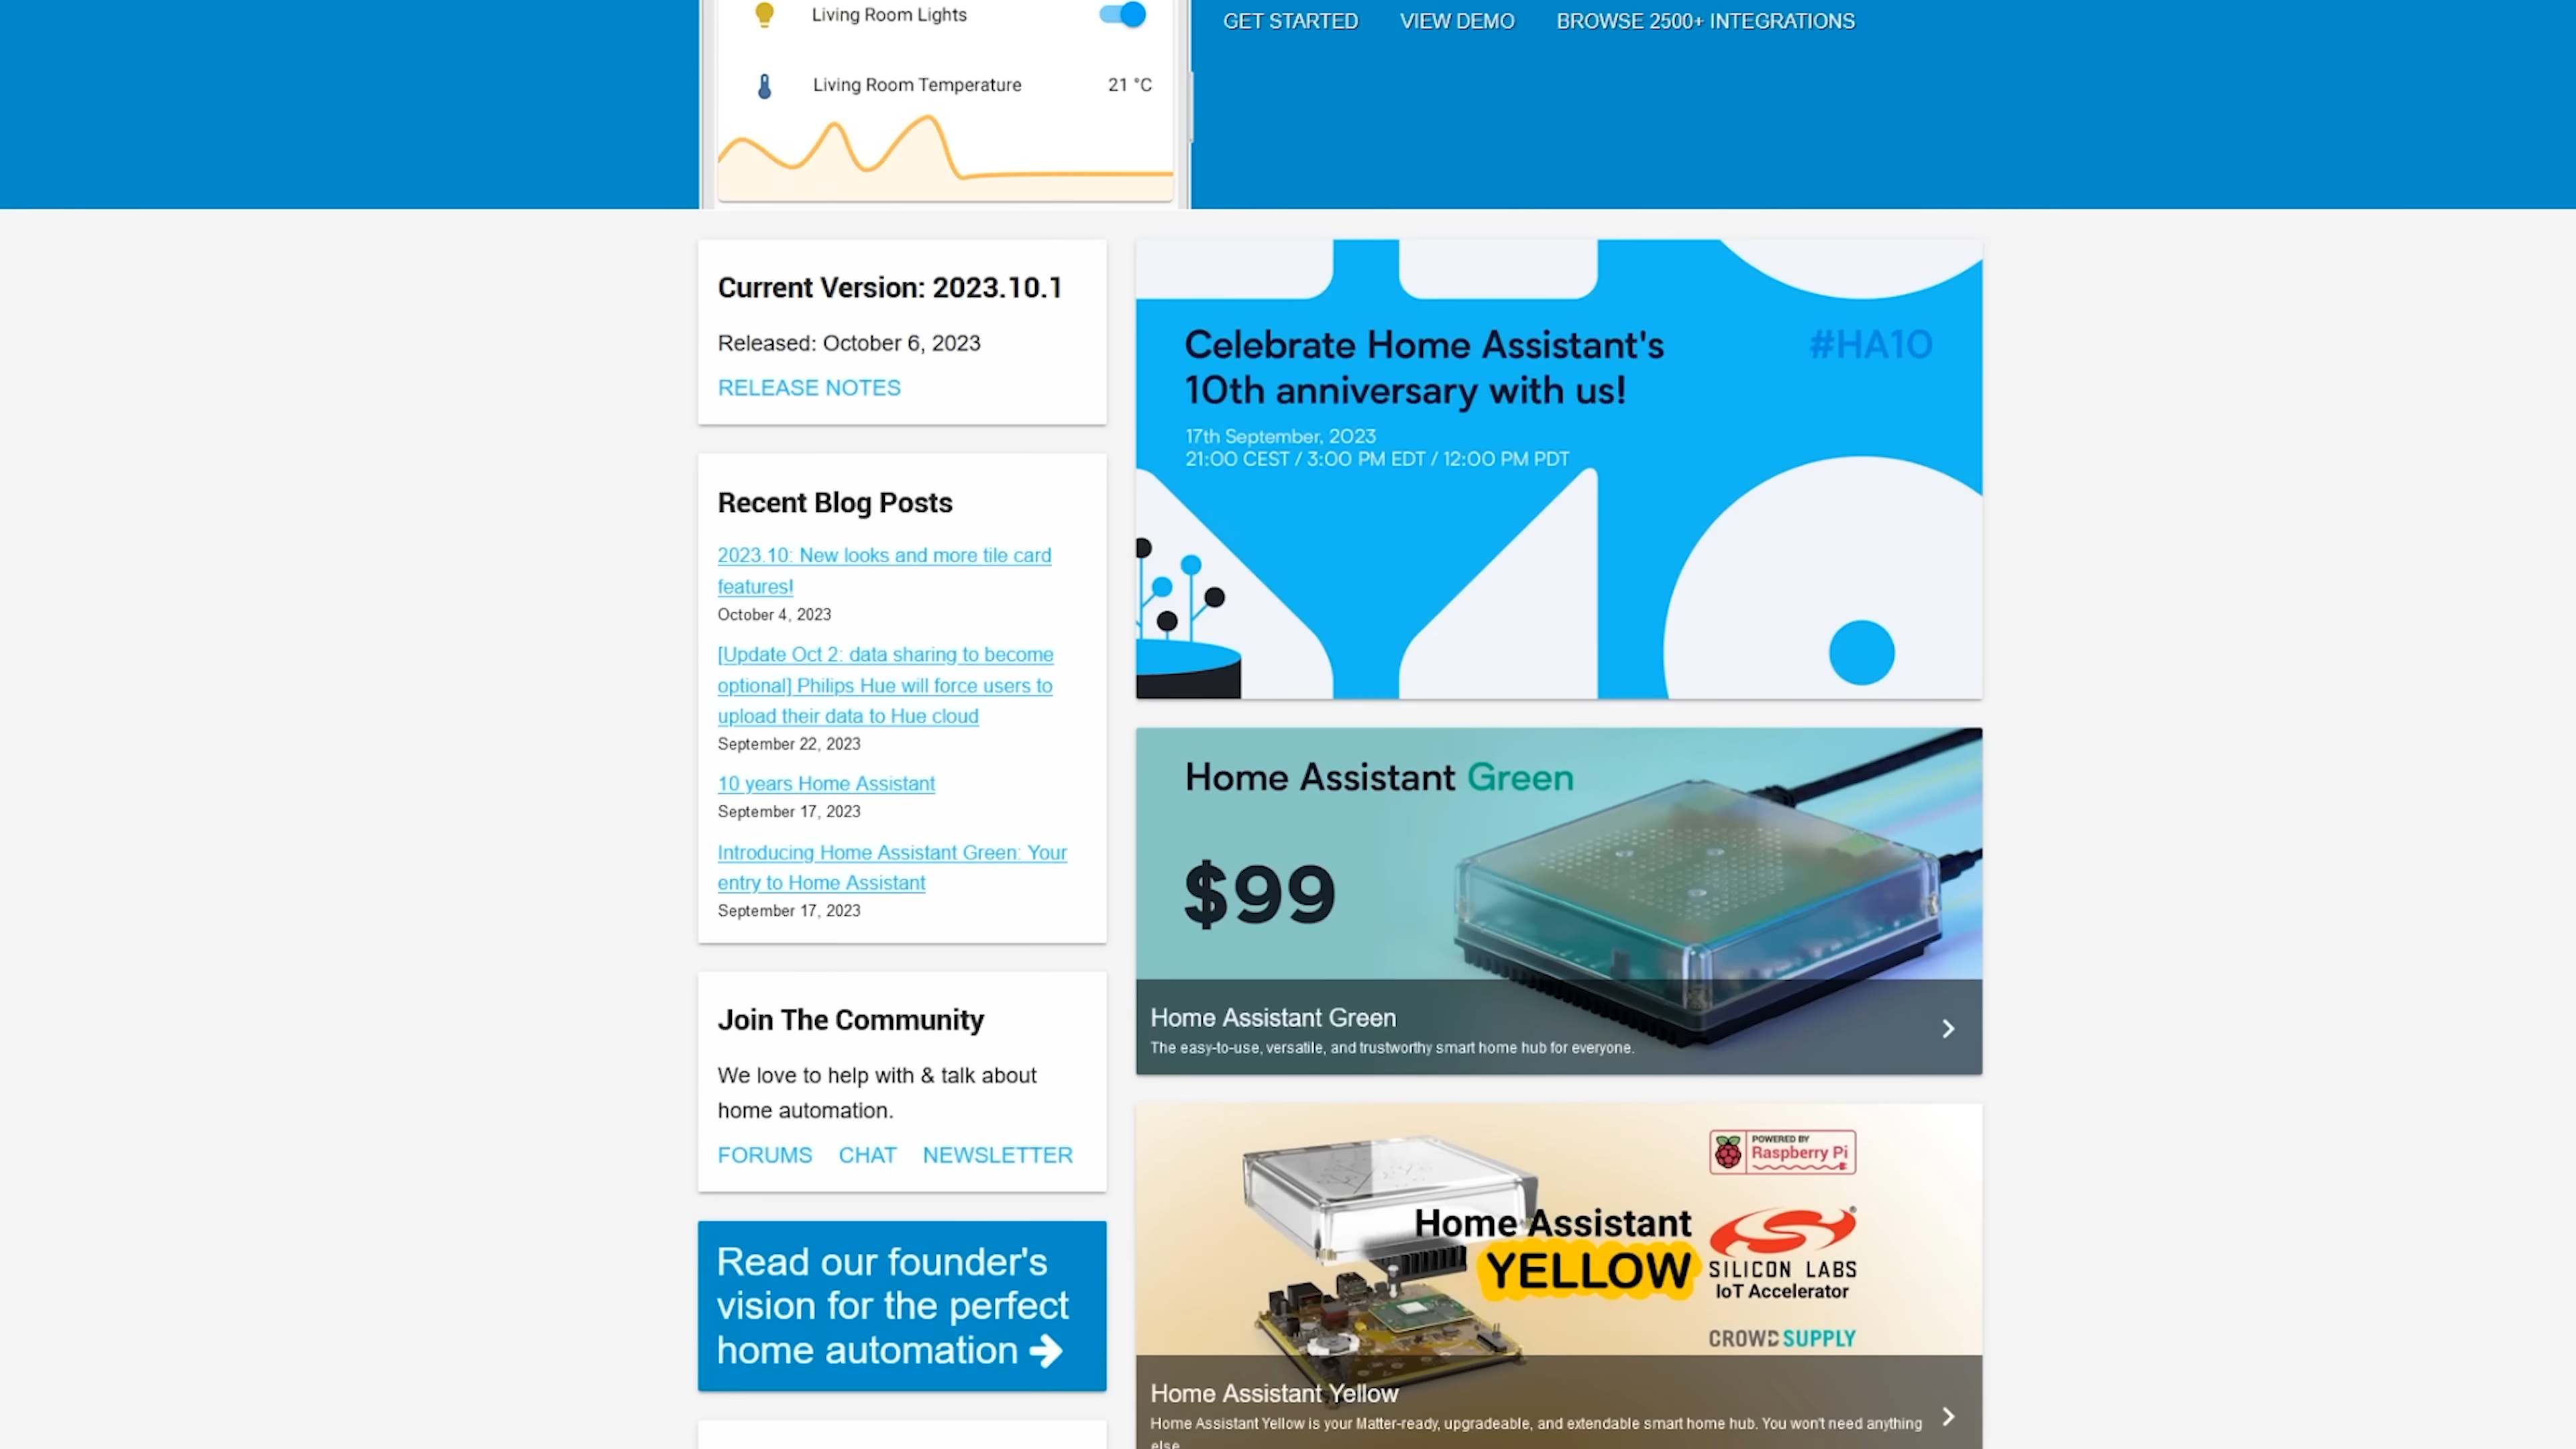 Living Room Lights
Living Room Temperature 21 °C
GET STARTED VIEW DEMO BROWSE 2500+ INTEGRATIONS
Current Version: 2023.10.1
Released: October 6, 2023
RELEASE NOTES
Recent Blog Posts
2023.10: New looks and more tile card
features!
October 4, 2023
[Update Oct 2: data sharing to become
optional] Philips Hue will force users to
upload their data to Hue cloud
September 22, 2023
10 years Home Assistant
September 17, 2023
Introducing Home Assistant Green: Your
entry to Home Assistant
September 17, 2023
Join The Community
We love to help with & talk about
home automation.
FORUMS CHAT NEWSLETTER
Read our founder's
vision for the perfect
home automation
Celebrate Home Assistant's
10th anniversary with us!
#HA10
17th September, 2023
21:00 CEST / 3:00 PM EDT / 12:00 PM PDT
Home Assistant Green
$99
Home Assistant Green
The easy-to-use, versatile, and trustworthy smart home hub for everyone.
POWERED BY
Raspberry Pi
Home Assistant
YELLOW
SILICON LABS
IoT Accelerator
CROWD SUPPLY
Home Assistant Yellow
Home Assistant Yellow is your Matter-ready, upgradeable, and extendable smart home hub. You won't need anything
else